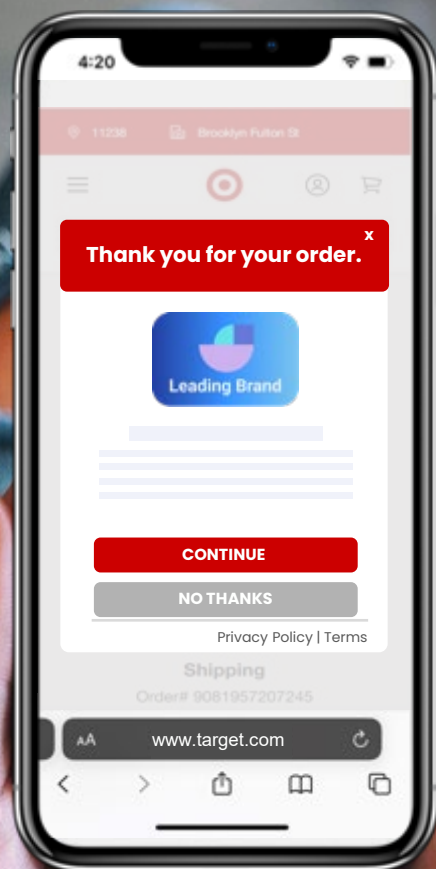 4:20
11238 Brooklyn Fulton St
x
Thank you for your order.
Leading Brand
CONTINUE
NO THANKS
Privacy Policy | Terms
Shipping
Order# 9081957207245
AA www.target.com